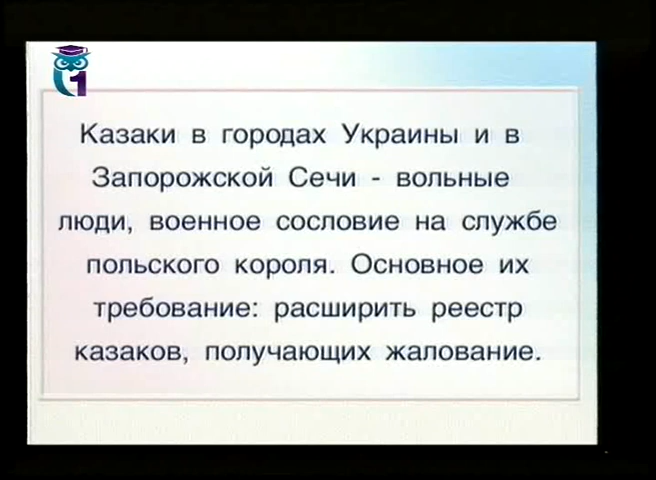 1
Казаки в городах Украины и в
Запорожской Сечи - вольные
люди, военное сословие на службе
польского короля. Основное их
требование: расширить реестр
казаков, получающих жалование.